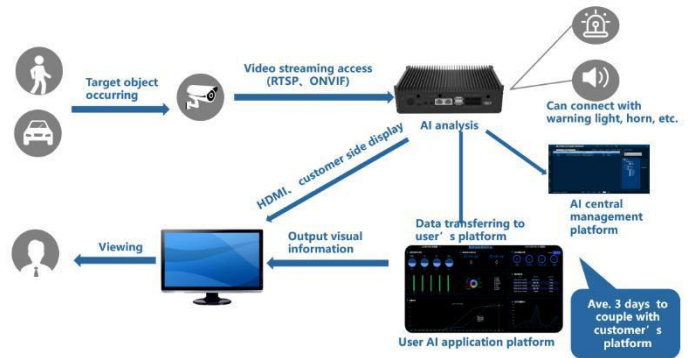 Target object
occurring
Video streaming access
(RTSP、ONVIF)
AI analysis
Can connect with
warning light, horn, etc.
HDMI、customer side display
AI central
management
platform
Data transferring to
user’s platform
Viewing
Output visual
information
User AI application platform
Ave. 3 days to
couple with
customer’s
platform